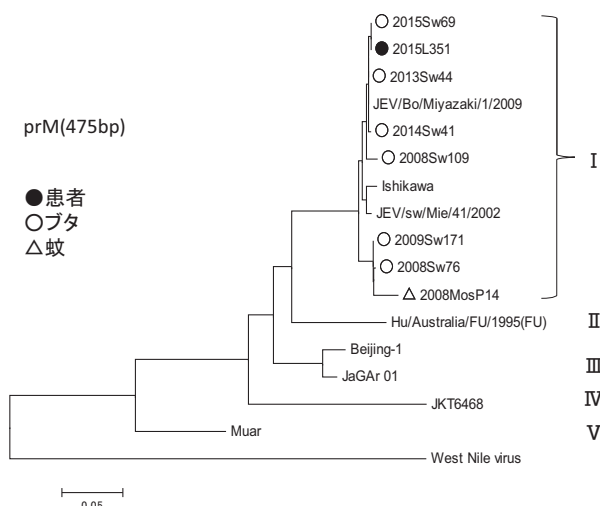 2015Sw69
2015L351
2013Sw44
JEV/Bo/Miyazaki/1/2009
prM(475bp)
2014Sw41
2008Sw109
I
●患者
○ブタ
△蚊
Ishikawa
JEV/sw/Mie/41/2002
2009Sw171
2008Sw76
2008MosP14
Hu/Australia/FU/1995(FU)
Ⅱ
Beijing-1
JaGAr 01
Ⅲ
JKT6468
Ⅳ
Muar
Ⅴ
West Nile virus
0.05